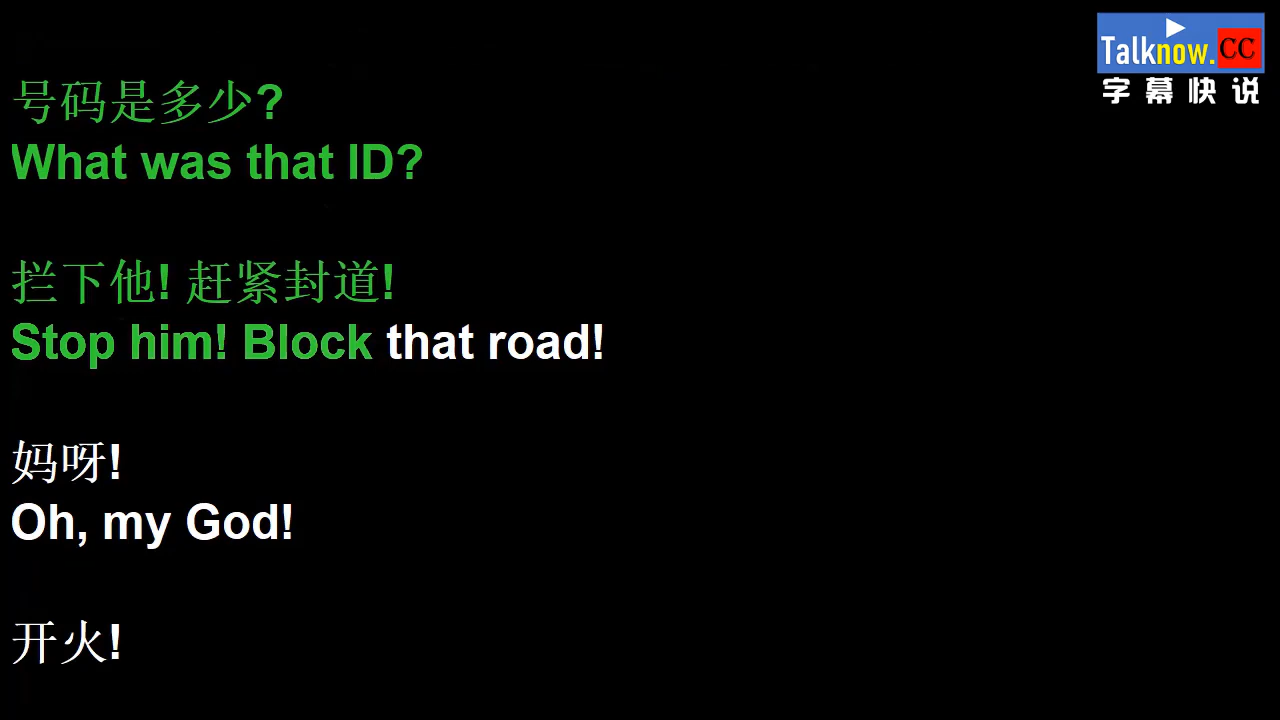 Talknow.CC
字幕快说
号码是多少?
What was that ID?
拦下他! 赶紧封道!
Stop him! Block that road!
妈呀!
Oh, my God!
开火!